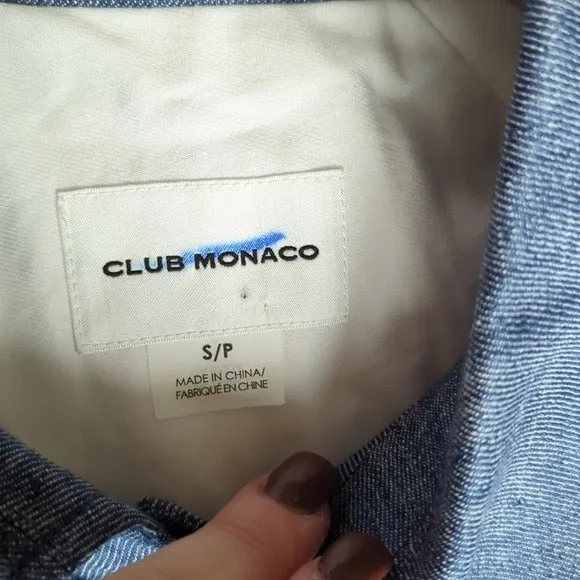 CLUB MONACO
S/P
MADE IN CHINA/
FABRIQUÉ EN CHINE